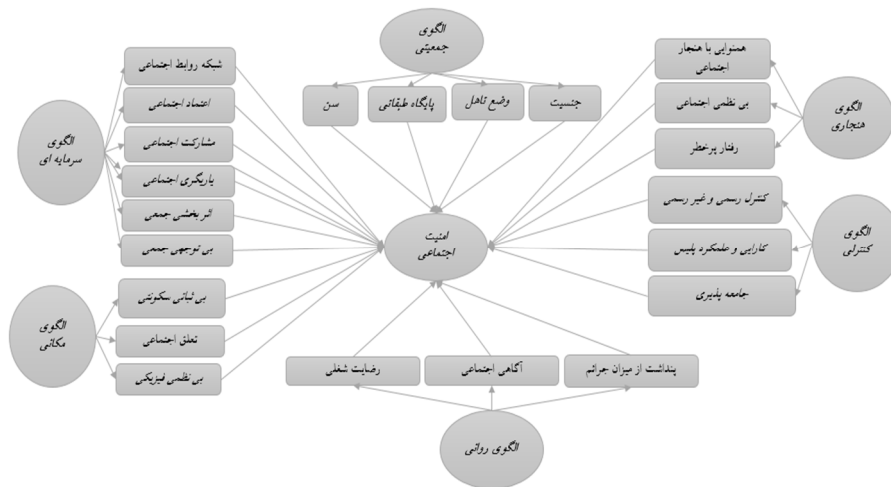 الگوی
جمعیتی
جنسیت
وضع تاهل
پایگاه طبقاتی
سن
الگوی
هنجاری
همنوایی با هنجار
اجتماعی
بی نظمی اجتماعی
رفتار پرخطر
الگوی
کنترلی
کنترل رسمی و غیر رسمی
کارایی و عملکرد پلیس
جامعه پذیری
امنیت
اجتماعی
الگوی
سرمایه ای
شبکه روابط اجتماعی
اعتماد اجتماعی
مشارکت اجتماعی
یاریگری اجتماعی
اثر بخشی جمعی
بی توجهی جمعی
الگوی
مکانی
بی ثباتی سکونتی
تعلق اجتماعی
بی نظمی فیزیکی
پنداشت از میزان جرائم
آگاهی اجتماعی
رضایت شغلی
الگوی روانی